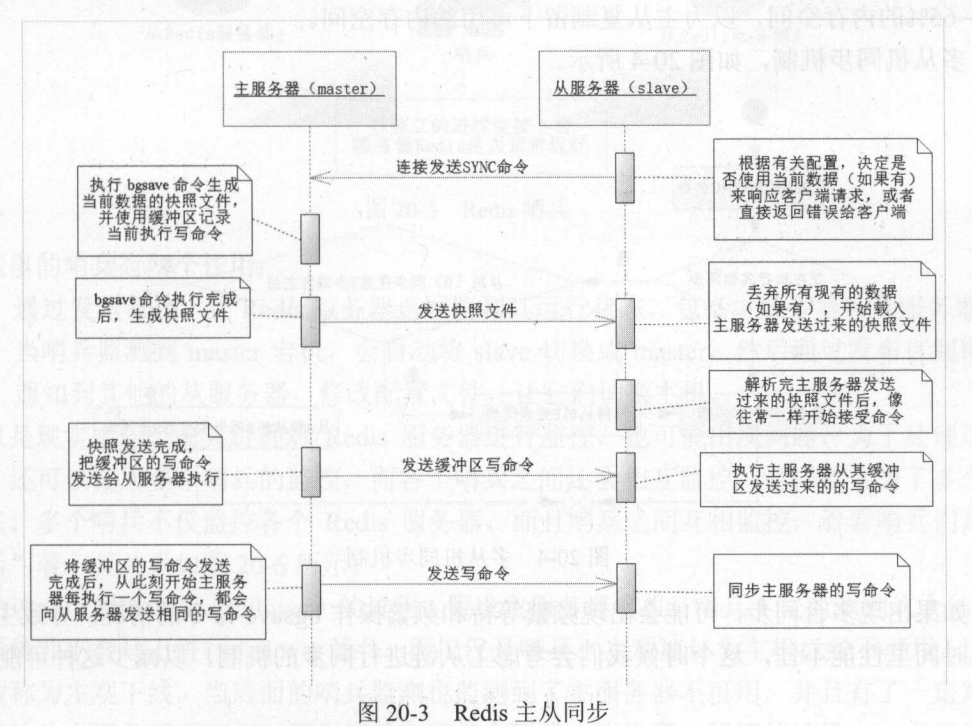 主服务器（master）
从服务器（slave）
连接发送SYNC命令
根据有关配置，决定是
否使用当前数据（如果有）
来响应客户端请求，或者
直接返回错误给客户端
执行 bgsave 命令生成
当前数据的快照文件，
并使用缓冲区记录
当前执行写命令
bgsave命令执行完成
后，生成快照文件
发送快照文件
丢弃所有现有的数据
（如果有），开始载入
主服务器发送过来的快照文件
解析完主服务器发送
过来的快照文件后，像
往常一样开始接受命令
快照发送完成，
把缓冲区的写命令
发送给从服务器执行
发送缓冲区写命令
执行主服务器从其缓冲
区发送过来的的写命令
将缓冲区的写命令发送
完成后，从此刻开始主服务
器每执行一个写命令，都会
向从服务器发送相同的写命令
发送写命令
同步主服务器的写命令
图 20-3 Redis 主从同步